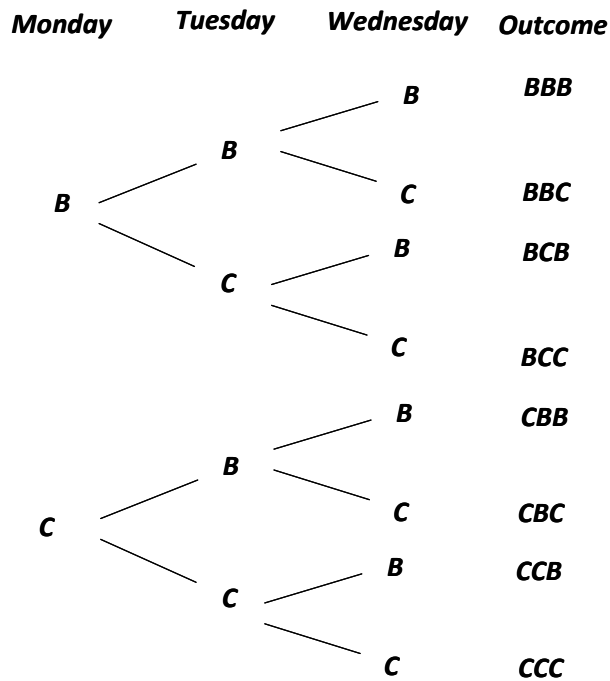 Monday Tuesday Wednesday Outcome
B BBB
B
C BBC
B
B BCB
C
C BCC
B CBB
B
C CBC
C
B CCB
C
C CCC